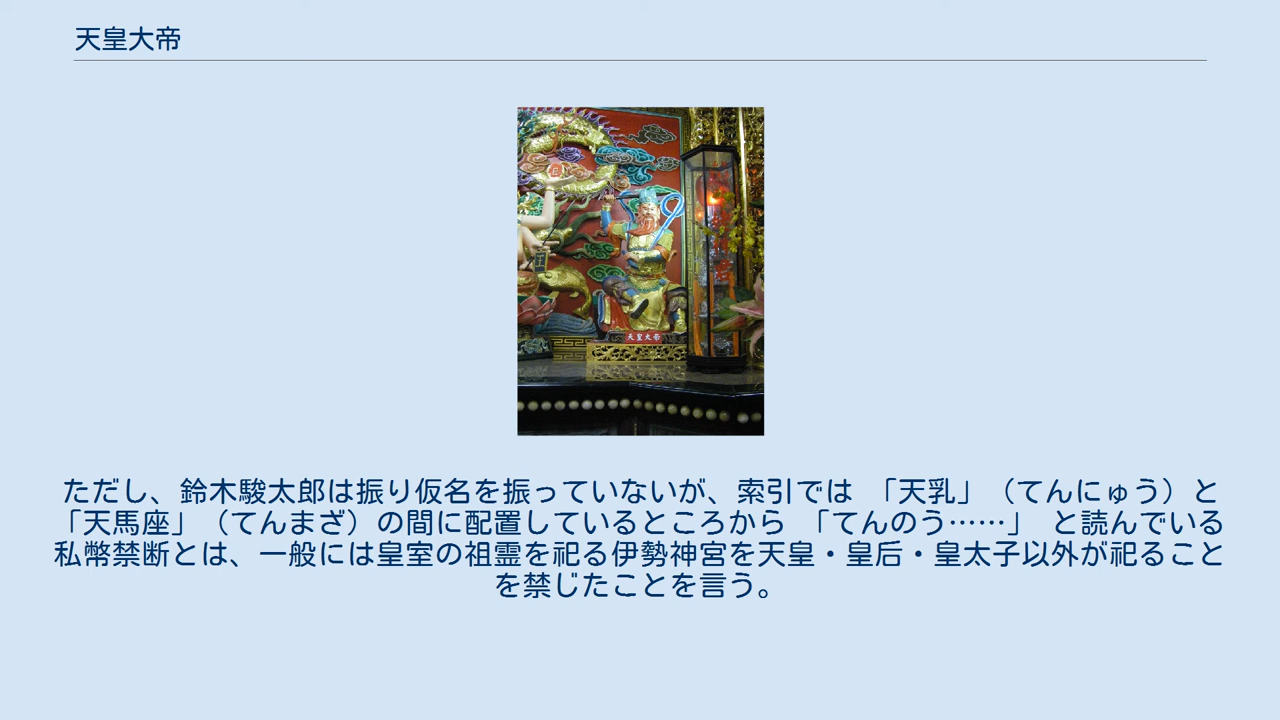 天皇大帝
天皇大帝
ただし、鈴木駿太郎は振り仮名を振っていないが、索引では 「天乳」（てんにゅう）と
「天馬座」（てんまざ）の間に配置しているところから 「てんのう……」 と読んでいる
私幣禁断とは、一般には皇室の祖霊を祀る伊勢神宮を天皇・皇后・皇太子以外が祀ること
を禁じたことを言う。